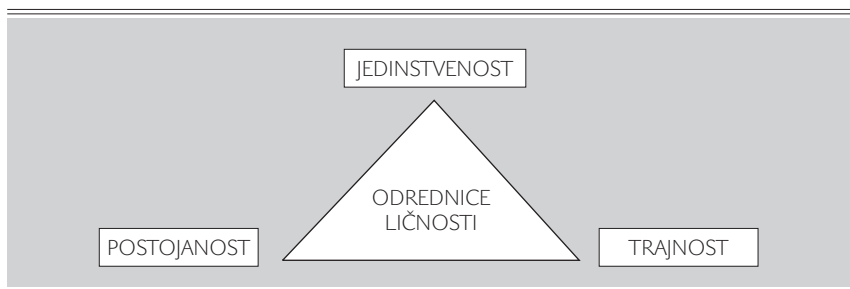 JEDINSTVENOST
ODREDNICE
LIČNOSTI
POSTOJANOST
TRAJNOST